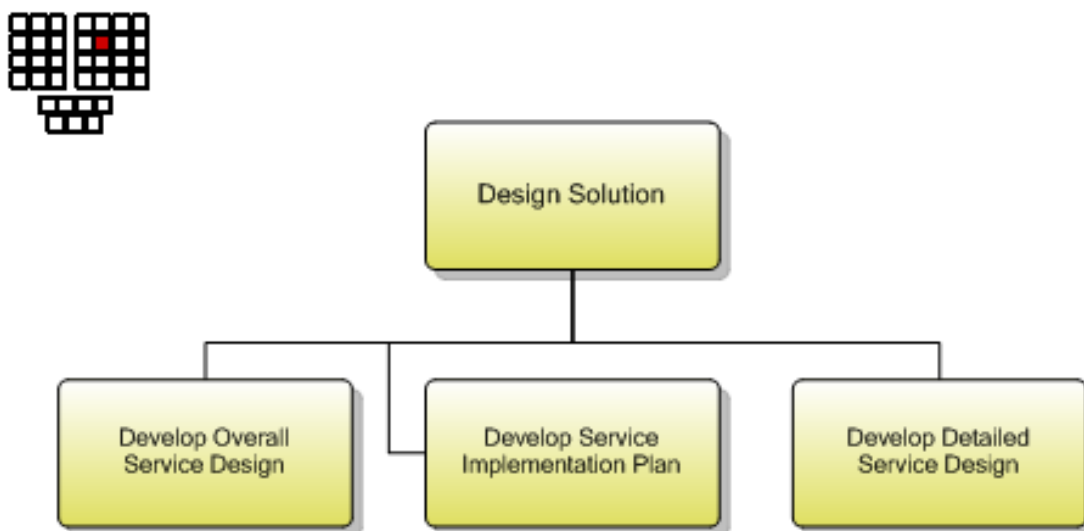 Design Solution
Develop Overall
Service Design
Develop Service
Implementation Plan
Develop Detailed
Service Design